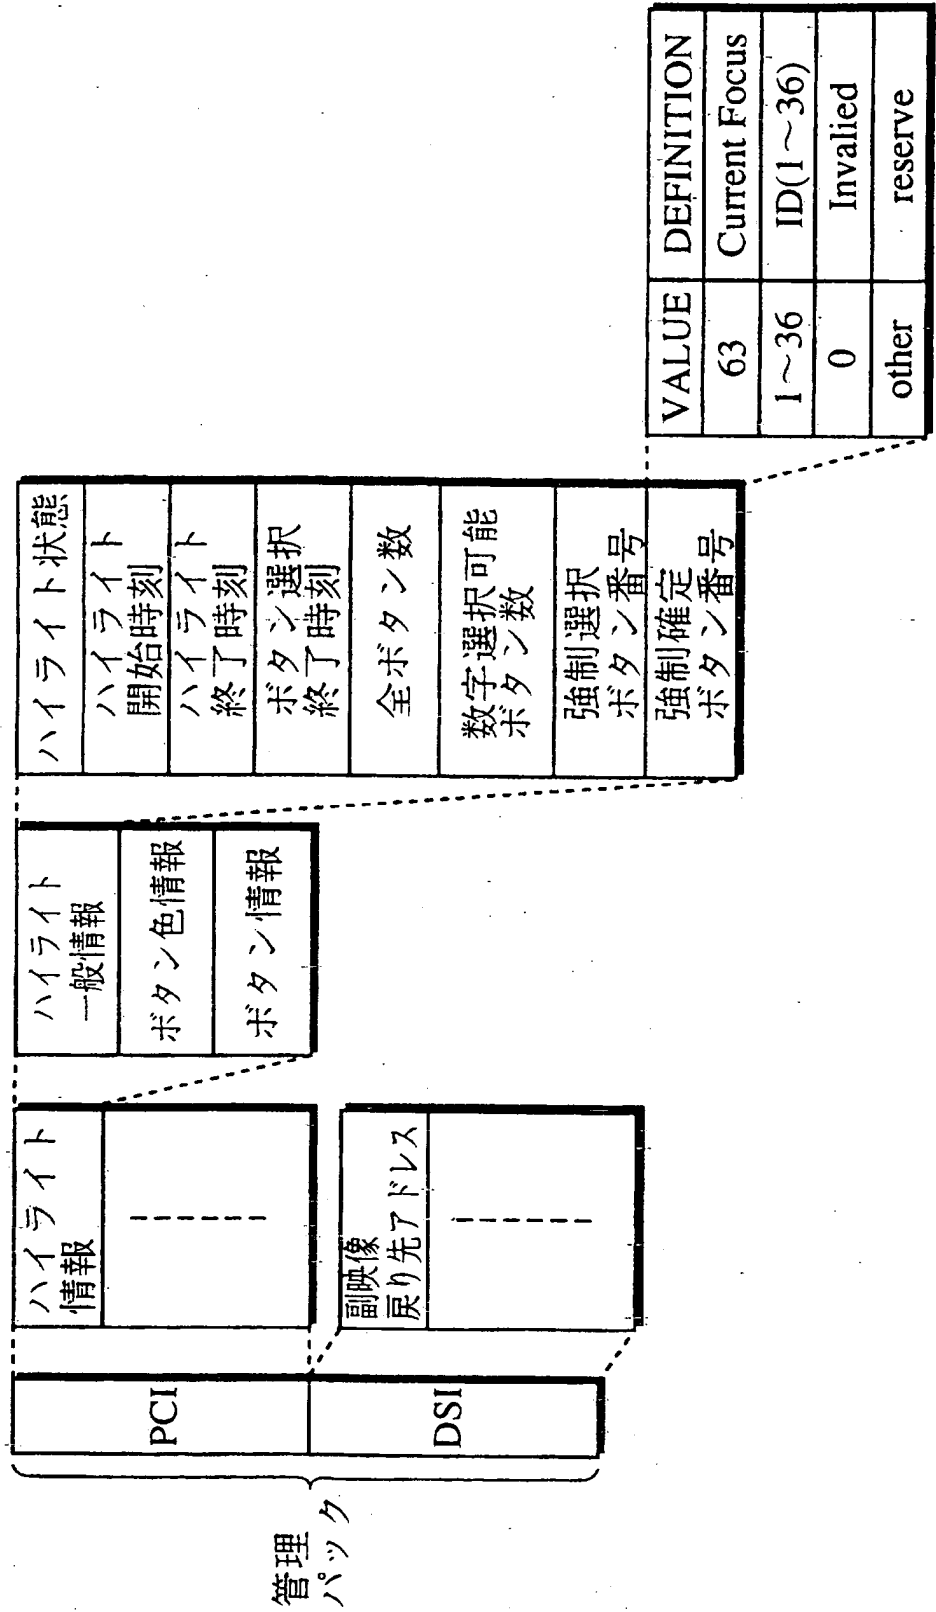 管理
パック
PCI
DSI
ハイライト
情報
副映像
戻り先アドレス
ハイライト
一般情報
ボタン色情報
ボタン情報
ハイライト状態
ハイライト
開始時刻
ハイライト
終了時刻
ボタン選択
終了時刻
全ボタン数
数字選択可能
ボタン数
強制選択
ボタン番号
強制確定
ボタン番号
VALUE DEFINITION
63 Current Focus
1～36 ID(1～36)
0 Invalied
other reserve